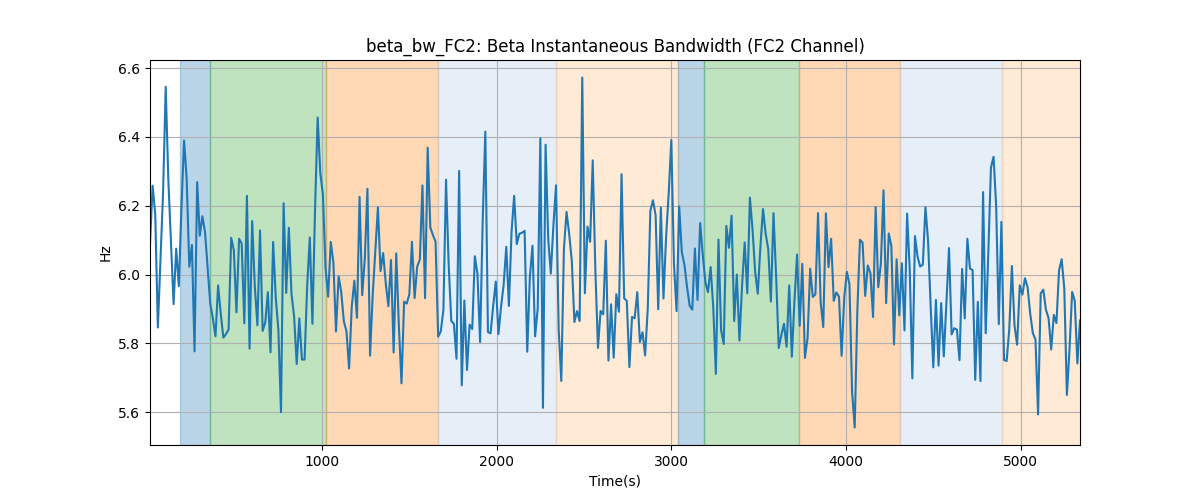 beta_bw_FC2: Beta Instantaneous Bandwidth (FC2 Channel)
6.6
6.4
6.2
6.0
5.8
5.6
Hz
1000 2000 3000 4000 5000
Time(s)